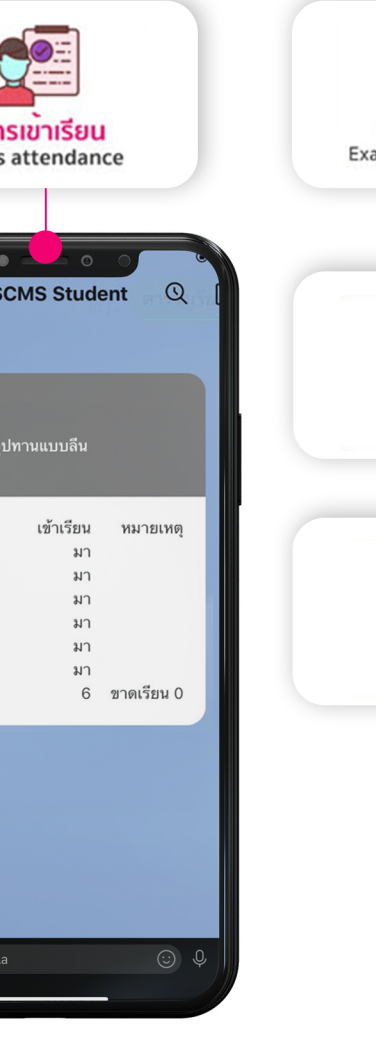 รเข้าเรียน
s attendance
Exa
SCMS Student
ุปทานแบบลีน
เข้าเรียน หมายเหตุ
มา
มา
มา
มา
มา
มา
6 ขาดเรียน 0
a